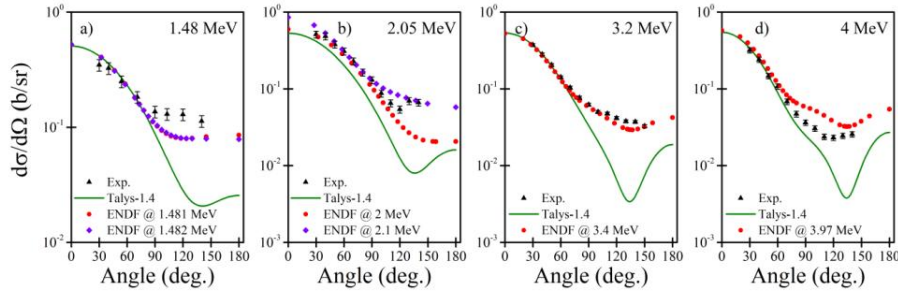 a) 1.48 MeV
b) 2.05 MeV
c) 3.2 MeV
d) 4 MeV
dσ/dΩ (b/sr)
10^0
10^-1
10^-2
Exp.
Talys-1.4
ENDF @ 1.481 MeV
ENDF @ 1.482 MeV
0 30 60 90 120 150 180
Angle (deg.)
10^0
10^-1
10^-2
10^-3
Exp.
Talys-1.4
ENDF @ 2 MeV
ENDF @ 2.1 MeV
0 30 60 90 120 150 180
Angle (deg.)
10^0
10^-1
10^-2
10^-3
Exp.
Talys-1.4
ENDF @ 3.4 MeV
0 30 60 90 120 150 180
Angle (deg.)
10^0
10^-1
10^-2
10^-3
Exp.
Talys-1.4
ENDF @ 3.97 MeV
0 30 60 90 120 150 180
Angle (deg.)